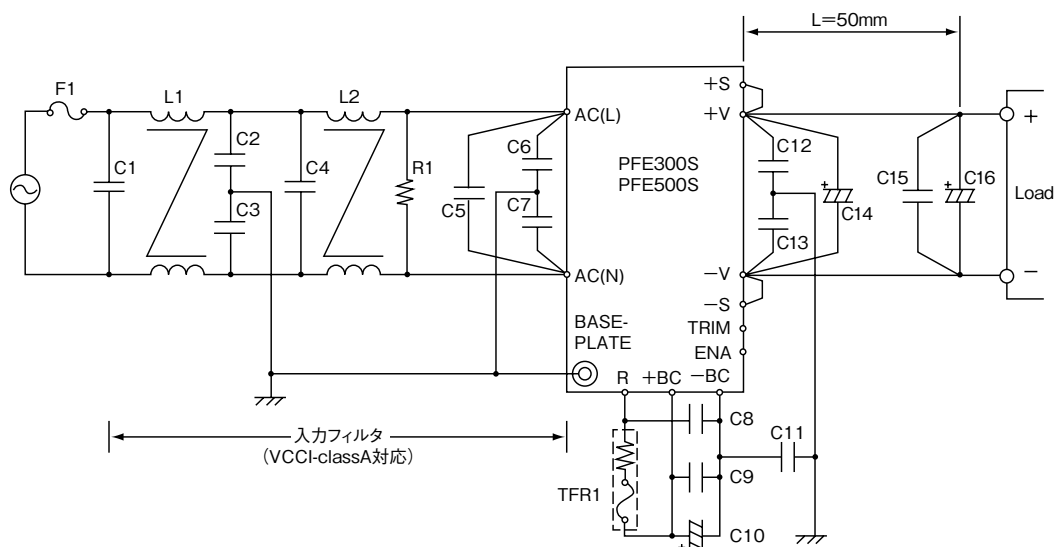 L=50mm
F1
L1
L2
+S
+V
AC(L)
C2
C6
C12
PFE300S
PFE500S
C1
C4
R1
C15
C16
+
Load
C3
C5
C7
+
C14
+
C13
AC(N)
−V
−
−S
BASE-
PLATE
TRIM
ENA
R
+BC
−BC
C8
C11
入力フィルタ
(VCCI-classA対応)
C9
TFR1
C10
+